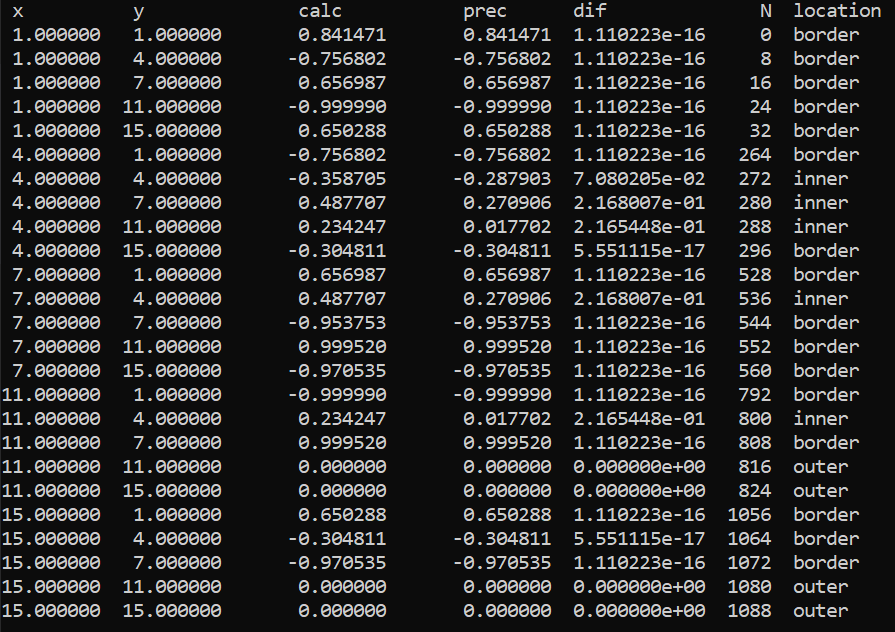 x y calc prec dif N location
1.000000 1.000000 0.841471 0.841471 1.110223e-16 0 border
1.000000 4.000000 -0.756802 -0.756802 1.110223e-16 8 border
1.000000 7.000000 0.656987 0.656987 1.110223e-16 16 border
1.000000 11.000000 -0.999990 -0.999990 1.110223e-16 24 border
1.000000 15.000000 0.650288 0.650288 1.110223e-16 32 border
4.000000 1.000000 -0.756802 -0.756802 1.110223e-16 264 border
4.000000 4.000000 -0.358705 -0.287903 7.080205e-02 272 inner
4.000000 7.000000 0.487707 0.270906 2.168007e-01 280 inner
4.000000 11.000000 0.234247 0.017702 2.165448e-01 288 inner
4.000000 15.000000 -0.304811 -0.304811 5.551115e-17 296 border
7.000000 1.000000 0.656987 0.656987 1.110223e-16 528 border
7.000000 4.000000 0.487707 0.270906 2.168007e-01 536 inner
7.000000 7.000000 -0.953753 -0.953753 1.110223e-16 544 border
7.000000 11.000000 0.999520 0.999520 1.110223e-16 552 border
7.000000 15.000000 -0.970535 -0.970535 1.110223e-16 560 border
11.000000 1.000000 -0.999990 -0.999990 1.110223e-16 792 border
11.000000 4.000000 0.234247 0.017702 2.165448e-01 800 inner
11.000000 7.000000 0.999520 0.999520 1.110223e-16 808 border
11.000000 11.000000 0.000000 0.000000 0.000000e+00 816 outer
11.000000 15.000000 0.000000 0.000000 0.000000e+00 824 outer
15.000000 1.000000 0.650288 0.650288 1.110223e-16 1056 border
15.000000 4.000000 -0.304811 -0.304811 5.551115e-17 1064 border
15.000000 7.000000 -0.970535 -0.970535 1.110223e-16 1072 border
15.000000 11.000000 0.000000 0.000000 0.000000e+00 1080 outer
15.000000 15.000000 0.000000 0.000000 0.000000e+00 1088 outer